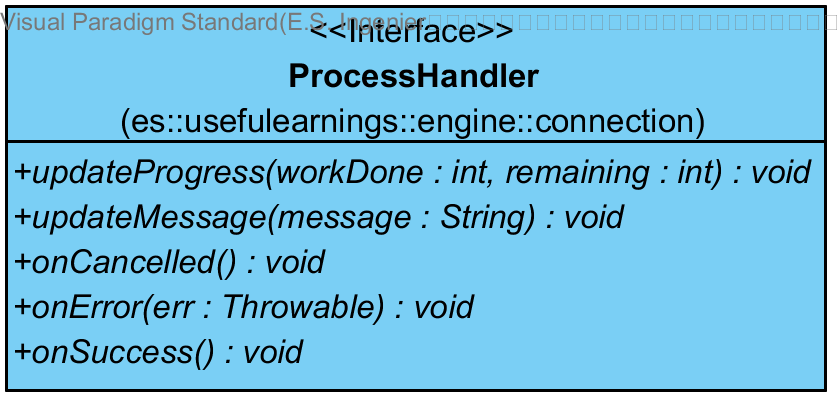 Visual Paradigm Standard(E.S. Ingenier
<<Interface>>
ProcessHandler
(es::usefulearnings::engine::connection)
+updateProgress(workDone : int, remaining : int) : void
+updateMessage(message : String) : void
+onCancelled() : void
+onError(err : Throwable) : void
+onSuccess() : void